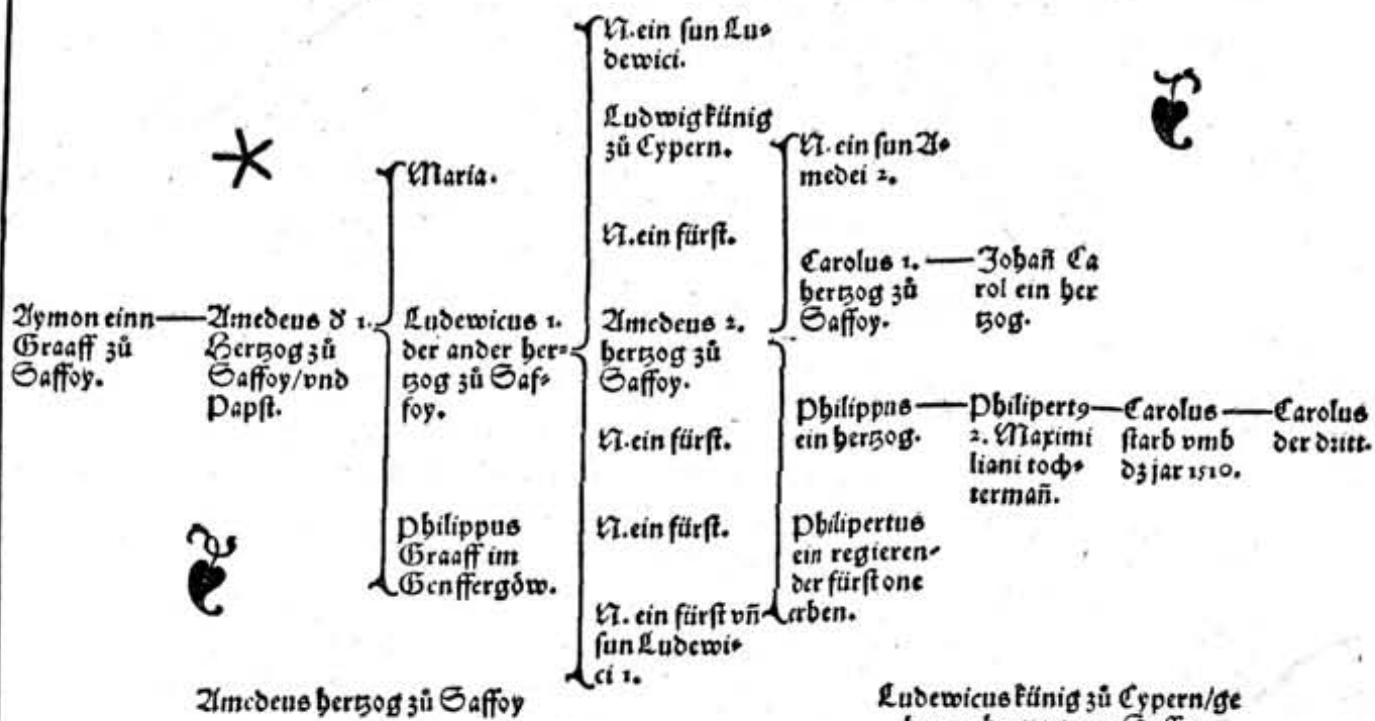 Aymon einn
Graaff zů
Saffoy.
Amedeus d᷑ 1.
Hertzog zů
Saffoy/vnd
Papst.
Maria.
Ludewicus 1.
der ander her=
tzog zů Saf=
foy.
Philippus
Graaff im
Genffergöw.
N.ein sun Lu=
dewici.
Ludwig künig
zů Cypern.
N.ein fürst.
Amedeus 2.
hertzog zů
Saffoy.
N.ein fürst.
N.ein fürst.
N. ein fürst vñ
sun Ludewi=
ci 1.
N. ein sun A=
medei 2.
Carolus 1.
hertzog zů
Saffoy.
Johañ Ca
rol ein her
tzog.
Philippus
ein hertzog.
Philipertꝰ
2. Maximi
liani toch=
termañ.
Carolus
starb vmb
dz jar 1510.
Carolus
der dritt.
Philipertus
ein regieren=
der fürst one
erben.
Amedeus hertzog zů Saffoy
Ludewicus künig zů Cypern/ge